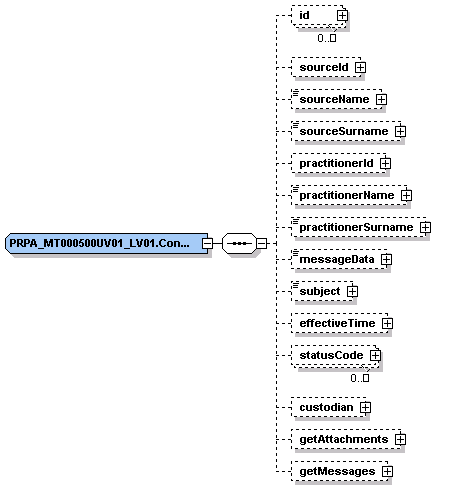 id
0..□
sourceId
sourceName
sourceSurname
practitionerId
practitionerName
practitionerSurname
PRPA_MT000500UV01_LV01.Con...
messageData
subject
effectiveTime
statusCode
0..□
custodian
getAttachments
getMessages